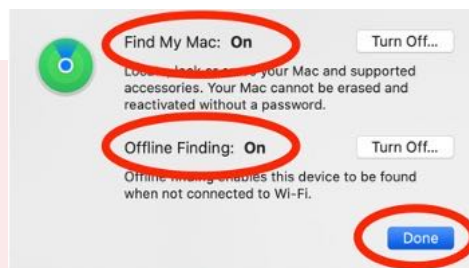 Find My Mac: On
Turn Off...
your Mac and supported
accessories. Your Mac cannot be erased and
reactivated without a password.
Offline Finding: On
Turn Off...
enables this device to be found
when not connected to Wi-Fi.
Done